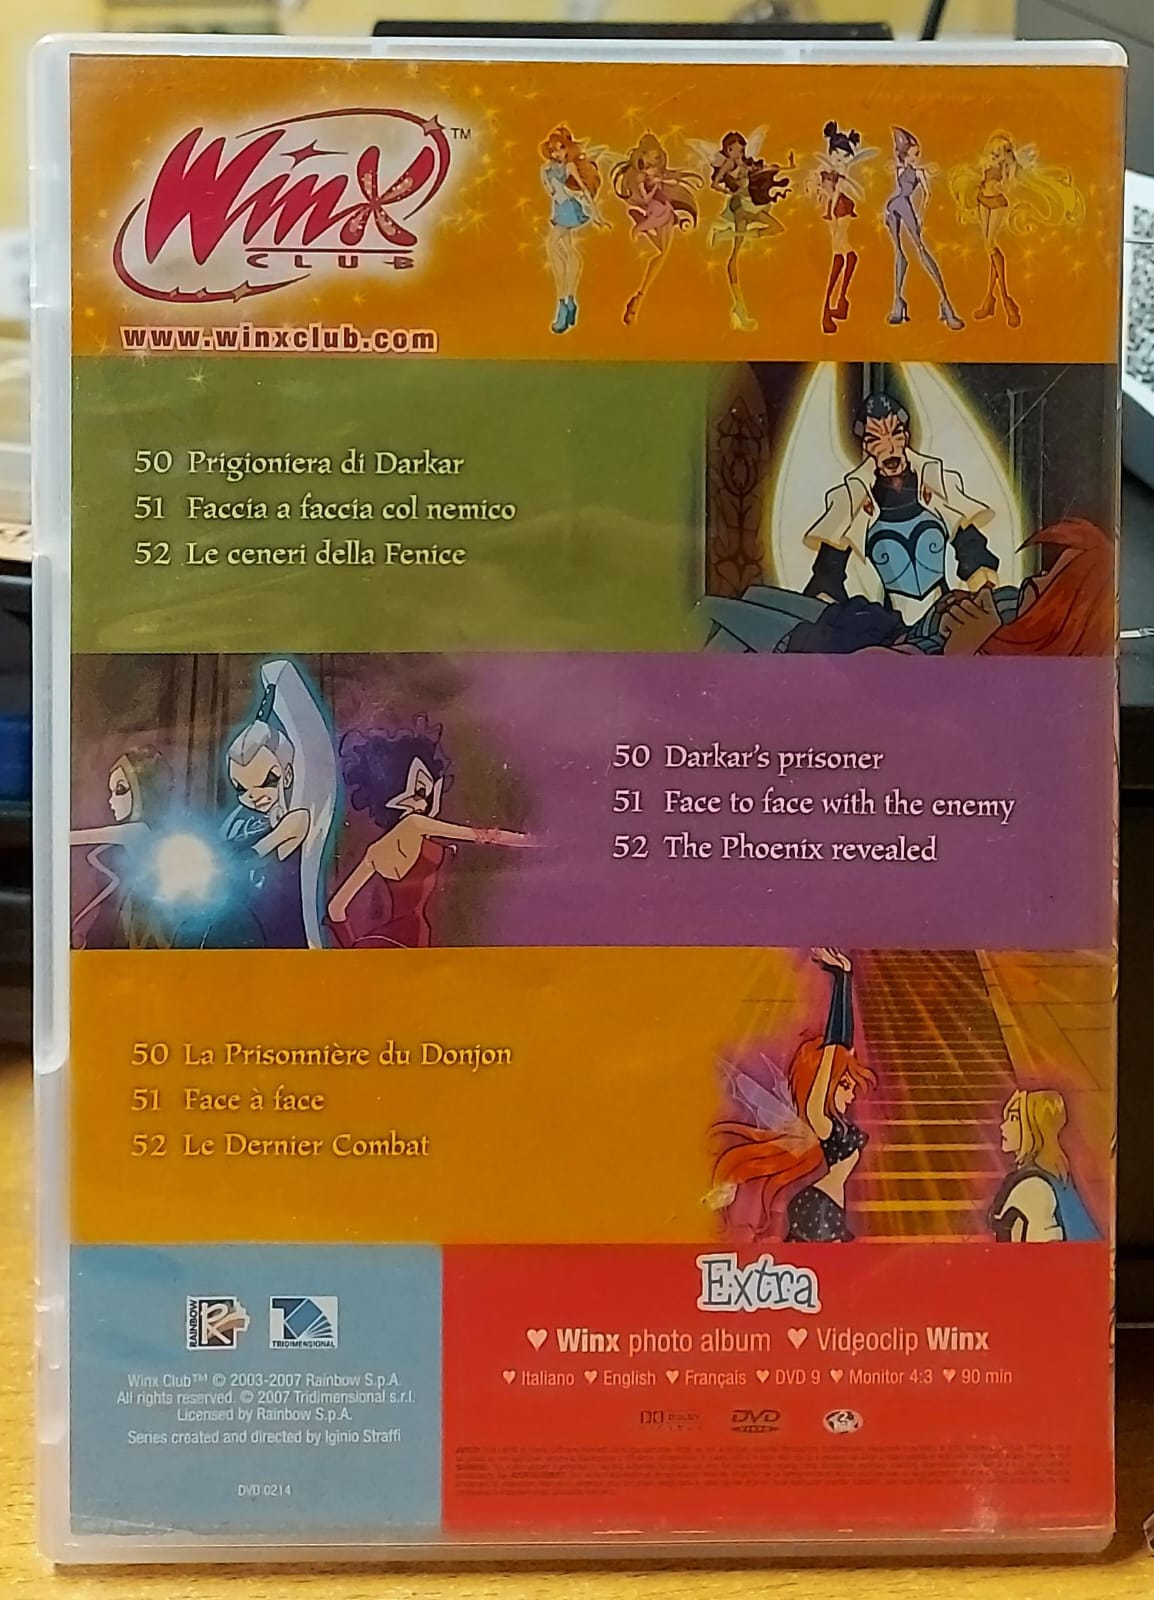 Winx™
CLUB
www.winxclub.com
50 Prigioniera di Darkar
51 Faccia a faccia col nemico
52 Le ceneri della Fenice
50 Darkar's prisoner
51 Face to face with the enemy
52 The Phoenix revealed
50 La Prisonnière du Donjon
51 Face à face
52 Le Dernier Combat
RAINBOW
TRIDIMENSIONAL
Winx Club™ © 2003-2007 Rainbow S.p.A.
All rights reserved. © 2007 Tridimensional s.r.l.
Licensed by Rainbow S.p.A.
Series created and directed by Iginio Straffi
DVD 0214
Extra
♥ Winx photo album ♥ Videoclip Winx
♥ Italiano ♥ English ♥ Français ♥ DVD 9 ♥ Monitor 4:3 ♥ 90 min
DOLBY
DVD
VIDEO
2